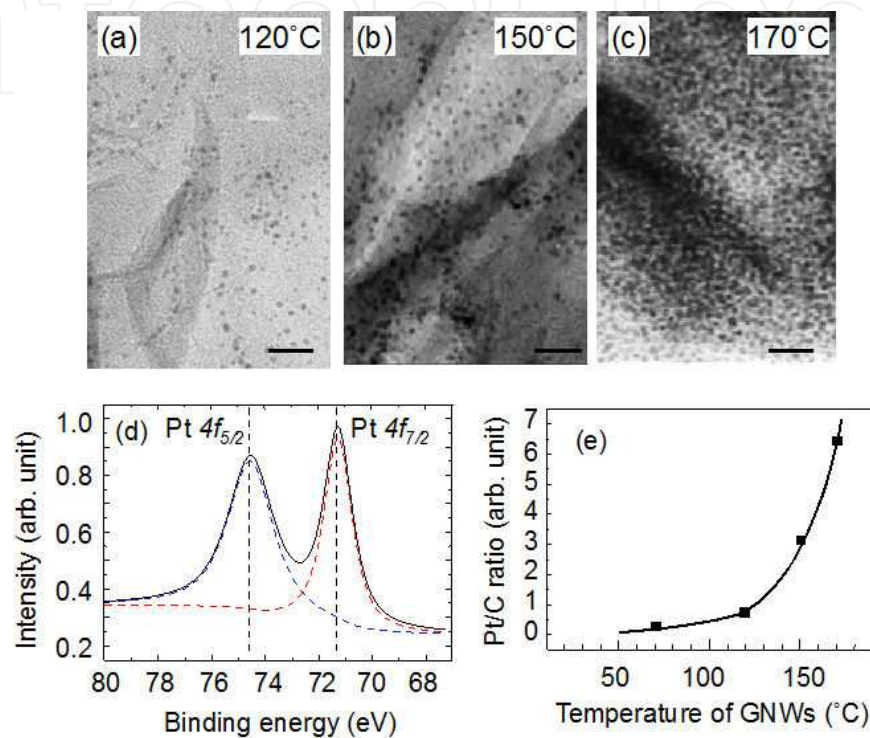 (a) 120˚C (b) 150˚C (c) 170˚C
(d) Pt 4f5/2 Pt 4f7/2
1.0
0.8
0.6
0.4
0.2
Intensity (arb. unit)
80 78 76 74 72 70 68
Binding energy (eV)
(e)
7
6
5
4
3
2
1
0
Pt/C ratio (arb. unit)
50 100 150
Temperature of GNWs (˚C)